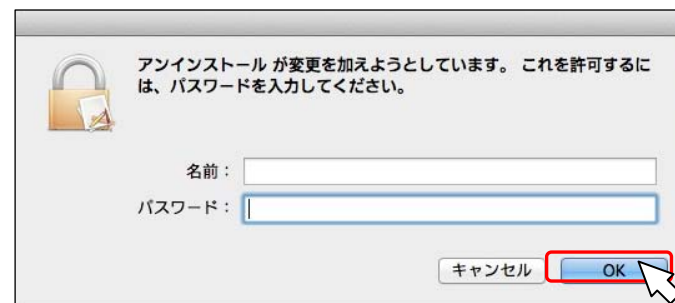 アンインストール が変更を加えようとしています。 これを許可するに
は、パスワードを入力してください。
名前：
パスワード：
キャンセル OK